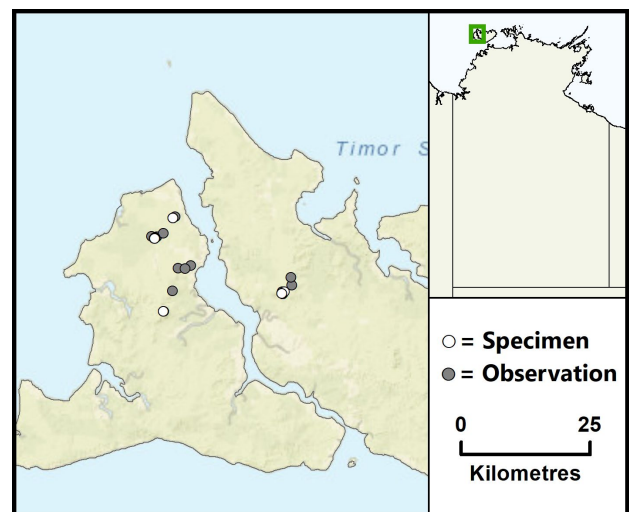 Timor S
= Specimen
= Observation
0 25
Kilometres